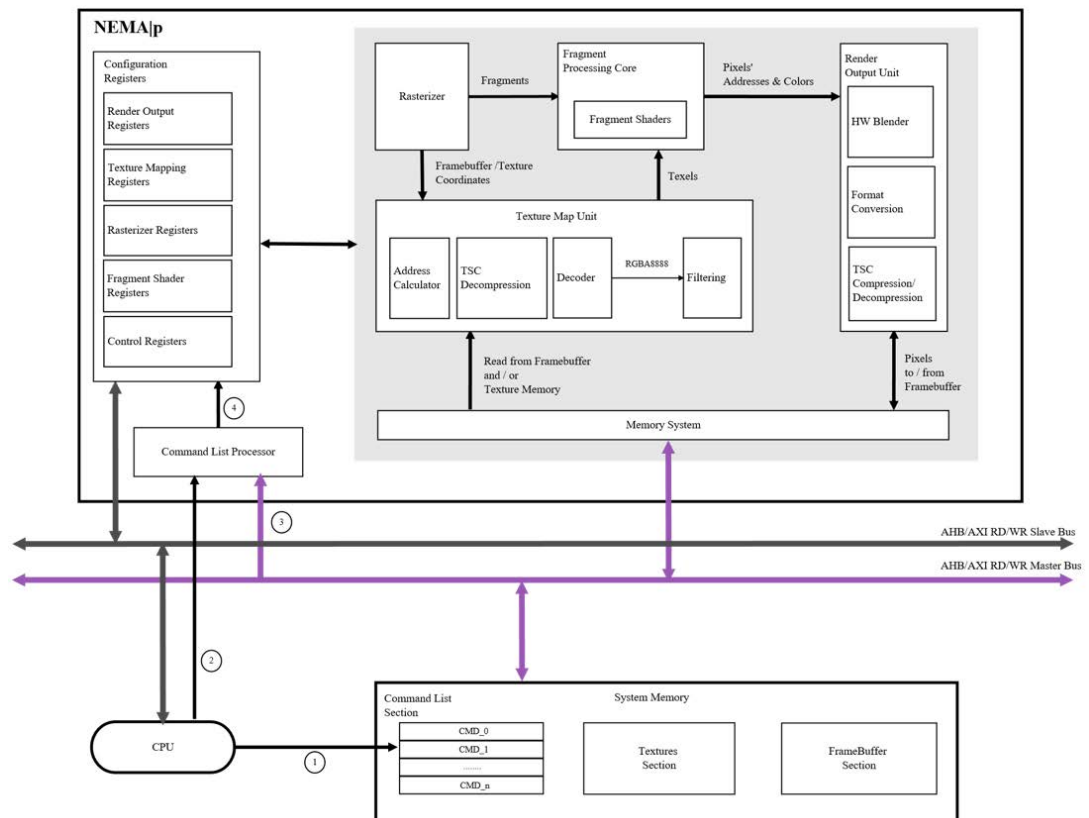 NEMA|p
Configuration
Registers
Render Output
Registers
Texture Mapping
Registers
Rasterizer Registers
Fragment Shader
Registers
Control Registers
Rasterizer
Fragments
Fragment
Processing Core
Fragment Shaders
Pixels'
Addresses & Colors
Render
Output Unit
HW Blender
Format
Conversion
TSC
Compression/
Decompression
Framebuffer /Texture
Coordinates
Texels
Texture Map Unit
Address
Calculator
TSC
Decompression
Decoder
RGBA8888
Filtering
Read from Framebuffer
and / or
Texture Memory
Pixels
to / from
Framebuffer
Memory System
4
Command List Processor
3
AHB/AXI RD/WR Slave Bus
AHB/AXI RD/WR Master Bus
2
CPU
1
Command List
Section
CMD_0
CMD_1
........
CMD_n
System Memory
Textures
Section
FrameBuffer
Section